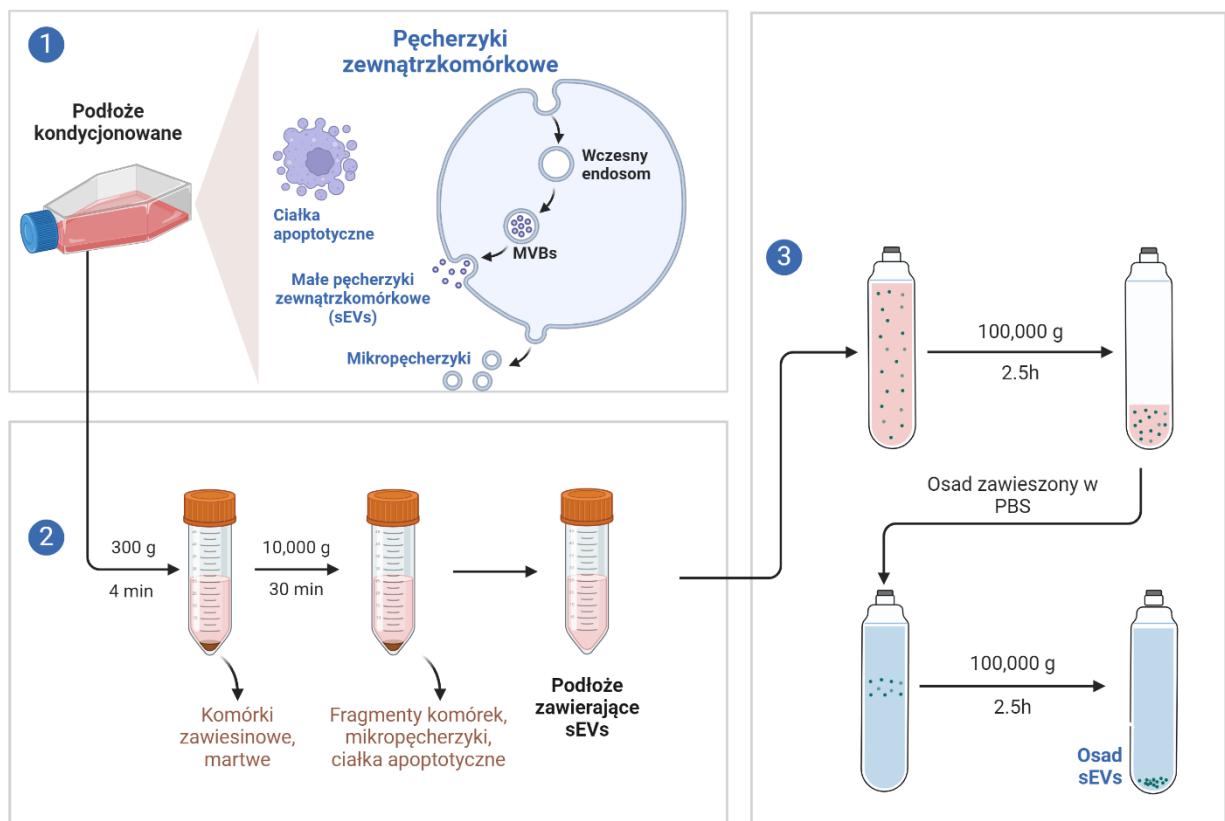 1
Podłoże
kondycjonowane
Pęcherzyki
zewnątrzkomórkowe
Wczesny
endosom
MVBs
Ciałka
apoptotyczne
Małe pęcherzyki
zewnątrzkomórkowe
(sEVs)
Mikropęcherzyki
2
300 g
4 min
10,000 g
30 min
Komórki
zawiesinowe,
martwe
Fragmenty komórek,
mikropęcherzyki,
ciałka apoptotyczne
Podłoże
zawierające
sEVs
3
100,000 g
2.5h
Osad zawieszony w
PBS
100,000 g
2.5h
Osad
sEVs